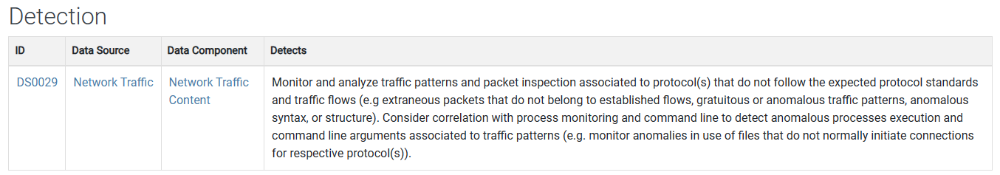 Detection
ID Data Source Data Component Detects
DS0029 Network Traffic Network Traffic Content Monitor and analyze traffic patterns and packet inspection associated to protocol(s) that do not follow the expected protocol standards
and traffic flows (e.g extraneous packets that do not belong to established flows, gratuitous or anomalous traffic patterns, anomalous
syntax, or structure). Consider correlation with process monitoring and command line to detect anomalous processes execution and
command line arguments associated to traffic patterns (e.g. monitor anomalies in use of files that do not normally initiate connections
for respective protocol(s)).